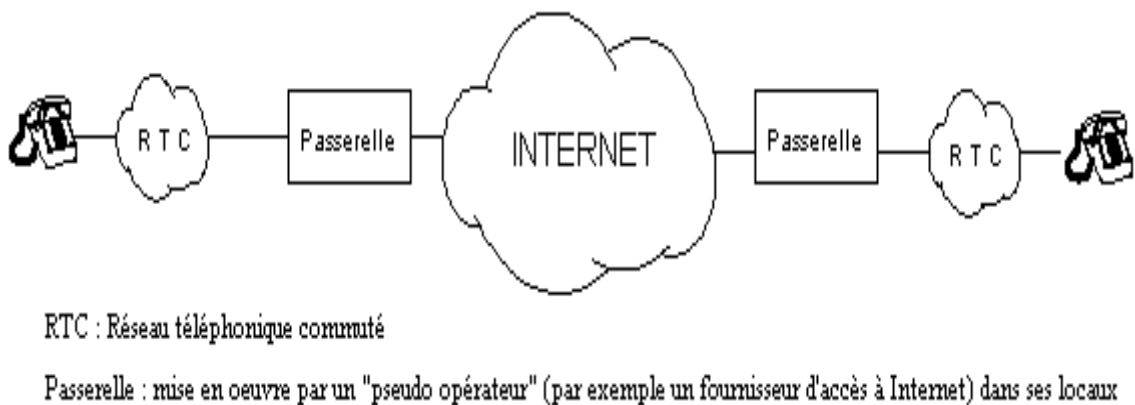 R T C
Passerelle
INTERNET
Passerelle
R T C
RTC : Réseau téléphonique commuté
Passerelle : mise en oeuvre par un "pseudo opérateur" (par exemple un fournisseur d'accès à Internet) dans ses locaux